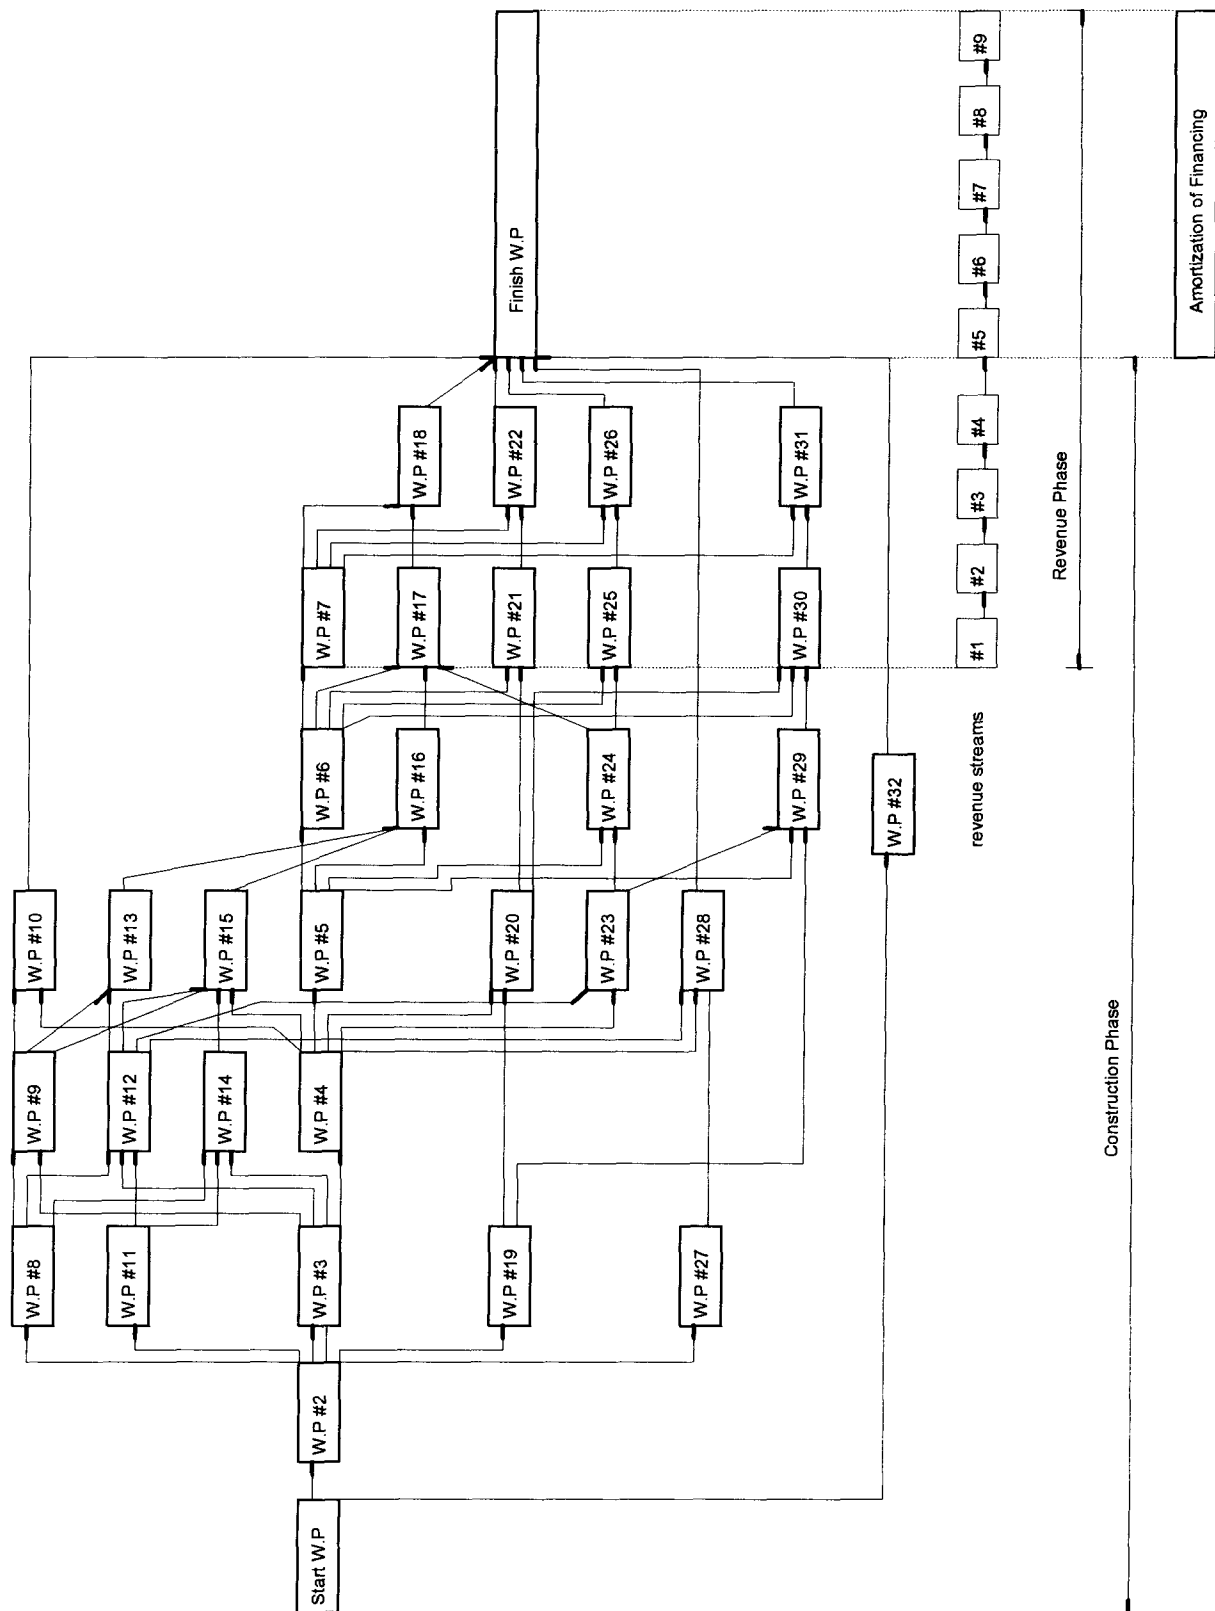 Start W.P
W.P #2
W.P #8
W.P #11
W.P #3
W.P #19
W.P #27
W.P #9
W.P #12
W.P #14
W.P #4
W.P #10
W.P #13
W.P #15
W.P #5
W.P #20
W.P #23
W.P #28
W.P #6
W.P #16
W.P #24
W.P #29
W.P #32
W.P #7
W.P #17
W.P #21
W.P #25
W.P #30
W.P #18
W.P #22
W.P #26
W.P #31
Finish W.P
revenue streams
#1
#2
#3
#4
#5
#6
#7
#8
#9
Revenue Phase
Construction Phase
Amortization of Financing